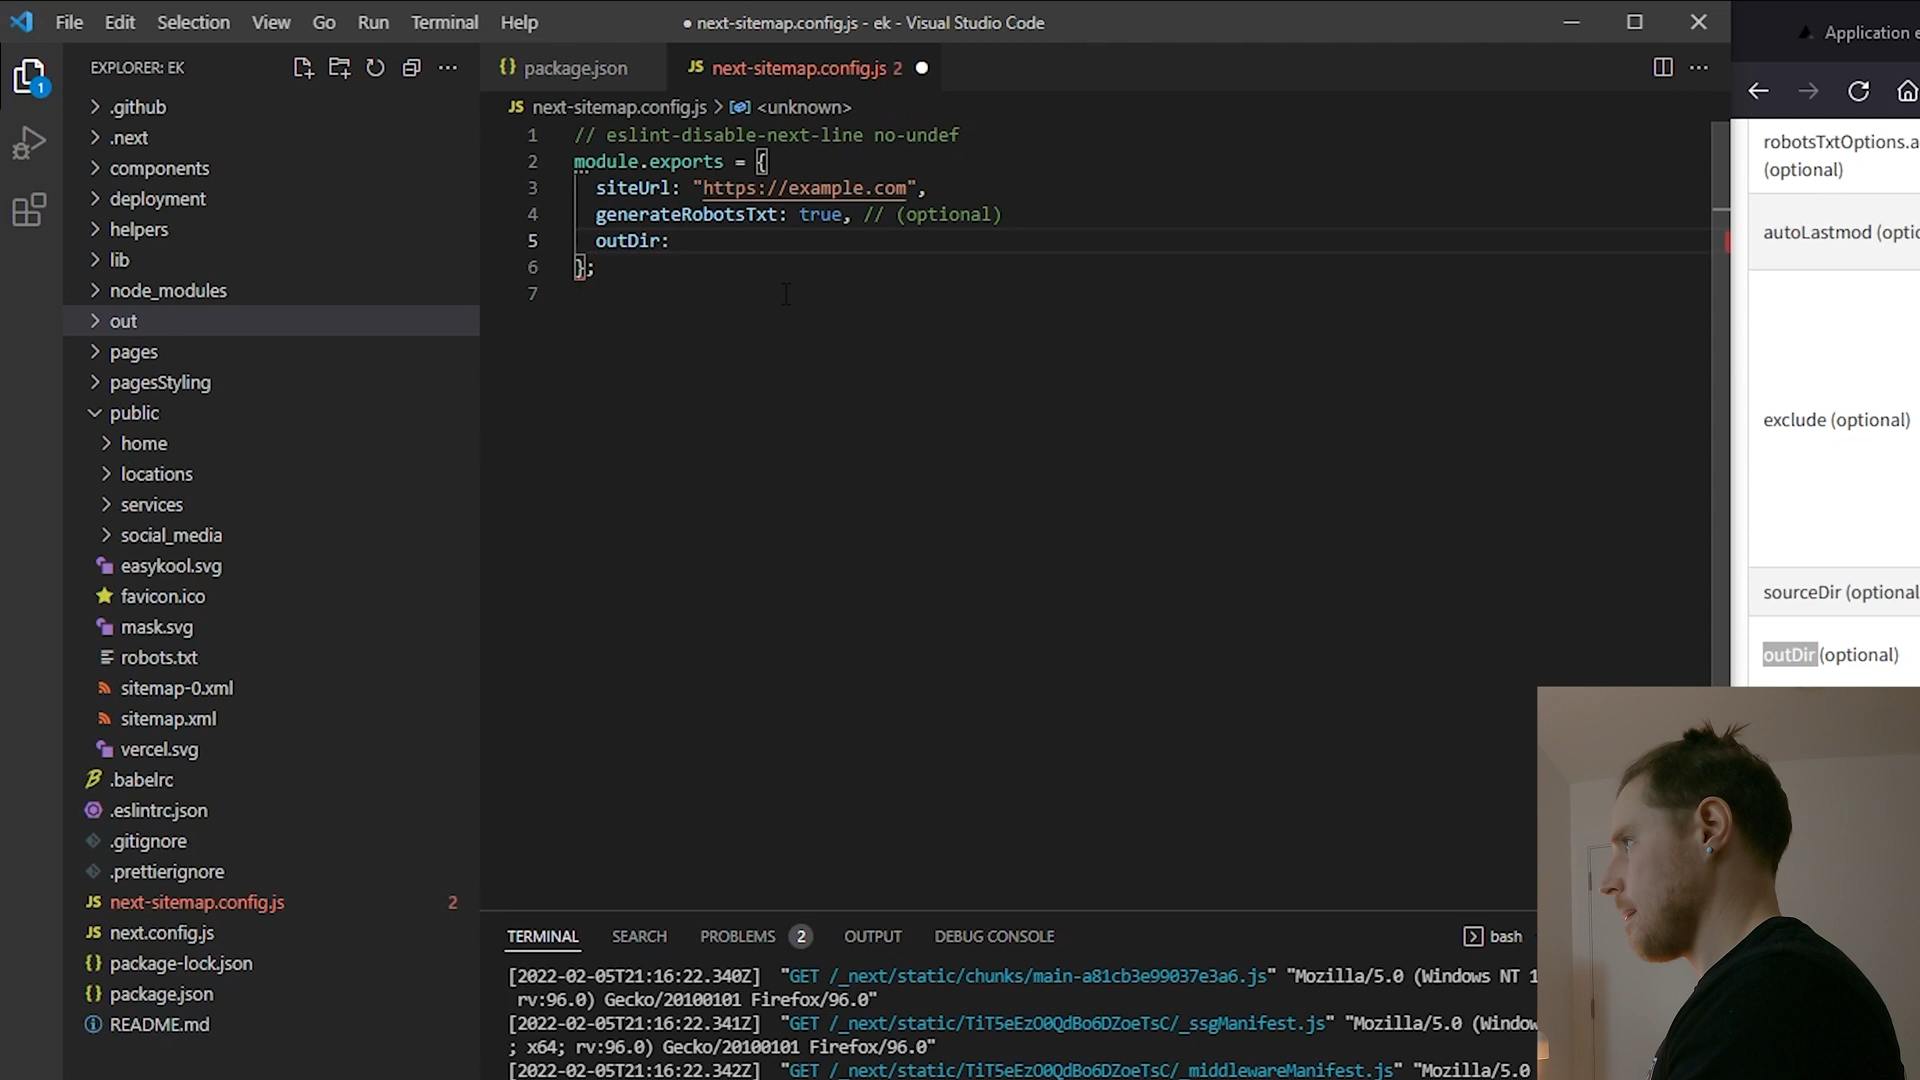 File Edit Selection View Go Run Terminal Help
● next-sitemap.config.js - ek - Visual Studio Code
EXPLORER: EK
1
.github
.next
components
deployment
helpers
lib
node_modules
out
pages
pagesStyling
public
home
locations
services
social_media
easykool.svg
favicon.ico
mask.svg
robots.txt
sitemap-0.xml
sitemap.xml
vercel.svg
.babelrc
.eslintrc.json
.gitignore
.prettierignore
next-sitemap.config.js 2
next.config.js
package-lock.json
package.json
README.md
{} package.json
JS next-sitemap.config.js 2 ●
JS next-sitemap.config.js > <unknown>
1 // eslint-disable-next-line no-undef
2 module.exports = {
3 siteUrl: "https://example.com",
4 generateRobotsTxt: true, // (optional)
5 outDir:
6 };
7
TERMINAL SEARCH PROBLEMS 2 OUTPUT DEBUG CONSOLE
bash
[2022-02-05T21:16:22.340Z] "GET /_next/static/chunks/main-a81cb3e99037e3a6.js" "Mozilla/5.0 (Windows NT 1
rv:96.0) Gecko/20100101 Firefox/96.0"
[2022-02-05T21:16:22.341Z] "GET /_next/static/TiT5eEzO0QdBo6DZoeTsC/_ssgManifest.js" "Mozilla/5.0 (Window
; x64; rv:96.0) Gecko/20100101 Firefox/96.0"
[2022-02-05T21:16:22.342Z] "GET /_next/static/TiT5eEzO0QdBo6DZoeTsC/_middlewareManifest.js" "Mozilla/5.0
Application e
robotsTxtOptions.a
(optional)
autoLastmod (optio
exclude (optional)
sourceDir (optional
outDir (optional)